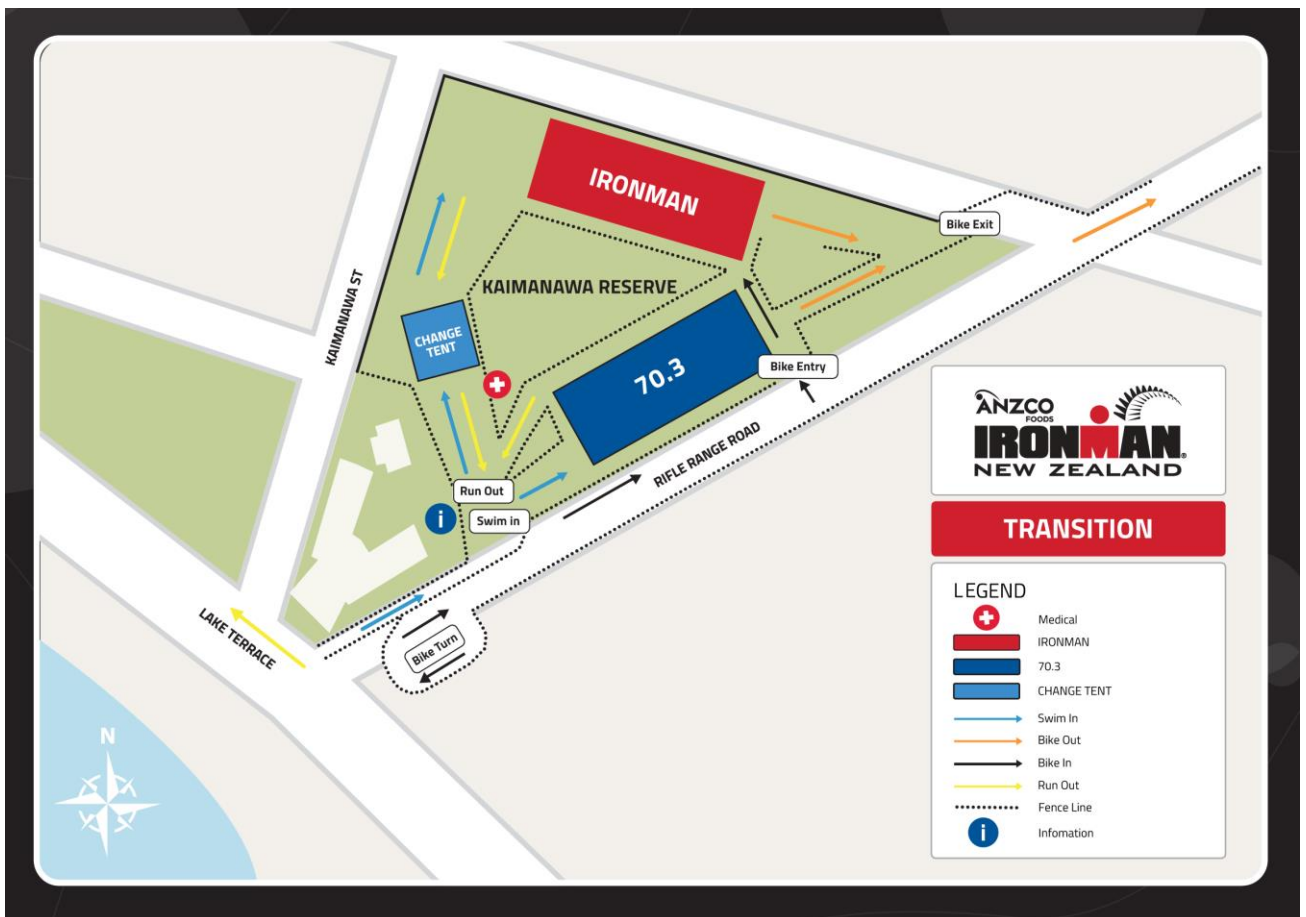 IRONMAN
Bike Exit
KAIMANAWA ST
KAIMANAWA RESERVE
CHANGE
TENT
70.3
Bike Entry
RIFLE RANGE ROAD
Run Out
i
Swim in
LAKE TERRACE
Bike Turn
N
ANZCO
FOODS
IRONMAN®
NEW ZEALAND
TRANSITION
LEGEND
Medical
IRONMAN
70.3
CHANGE TENT
Swim In
Bike Out
Bike In
Run Out
Fence Line
i Infomation